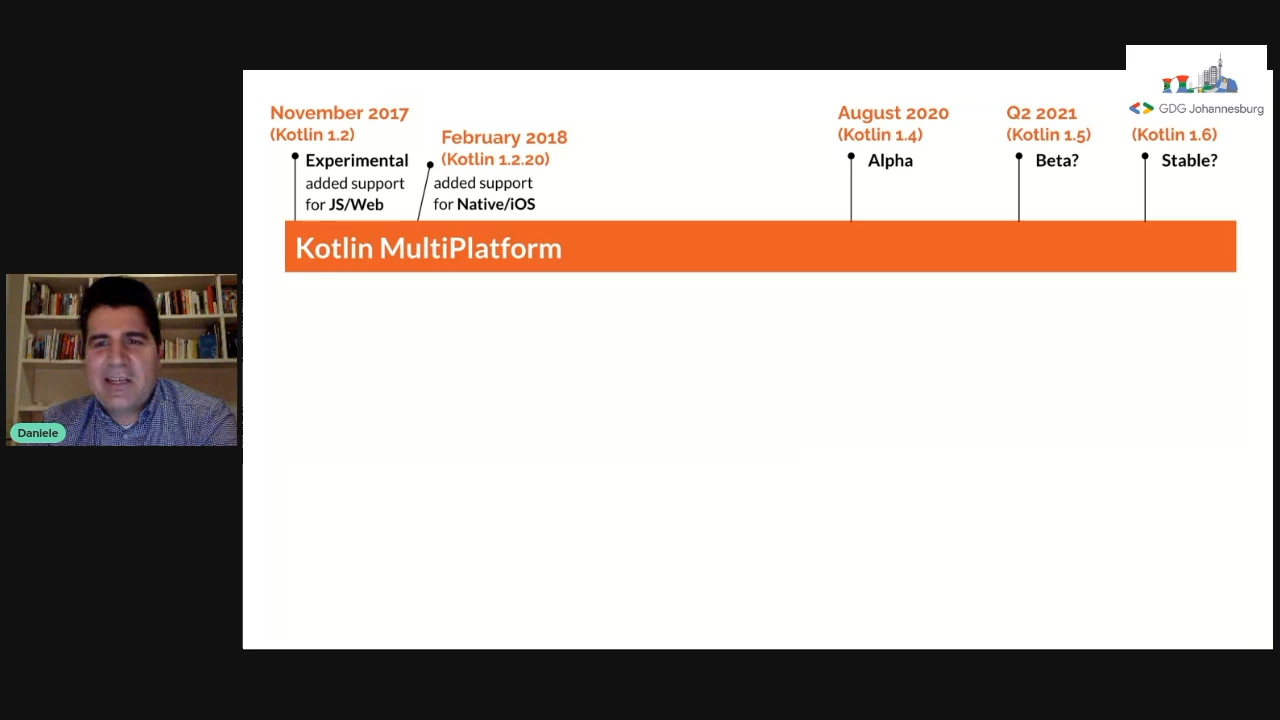 GDG Johannesburg
November 2017
(Kotlin 1.2)
Experimental
added support
for JS/Web
February 2018
(Kotlin 1.2.20)
added support
for Native/iOS
August 2020
(Kotlin 1.4)
Alpha
Q2 2021
(Kotlin 1.5)
Beta?
(Kotlin 1.6)
Stable?
Kotlin MultiPlatform
Daniele